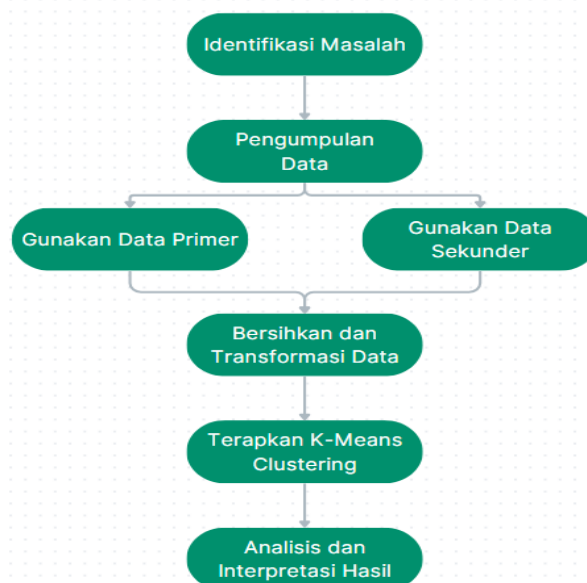 Identifikasi Masalah
Pengumpulan
Data
Gunakan Data Primer
Gunakan Data
Sekunder
Bersihkan dan
Transformasi Data
Terapkan K-Means
Clustering
Analisis dan
Interpretasi Hasil